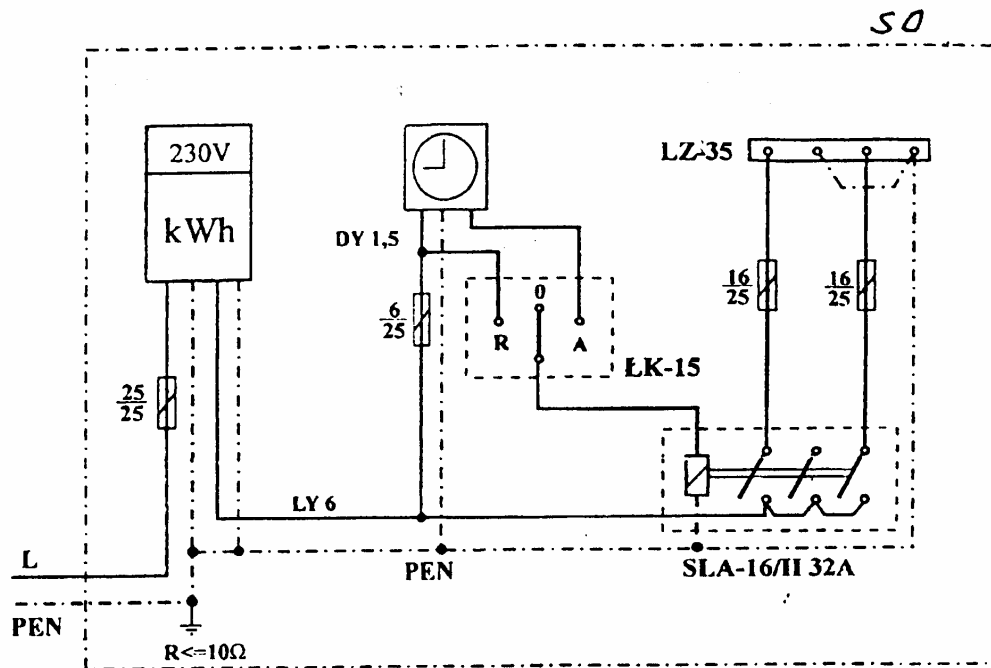 SO
230V
kWh
LZ-35
DY 1,5
6
25
0
R
A
ŁK-15
16
25
16
25
25
25
LY 6
L
PEN
PEN
SLA-16/II 32A
R<=10Ω